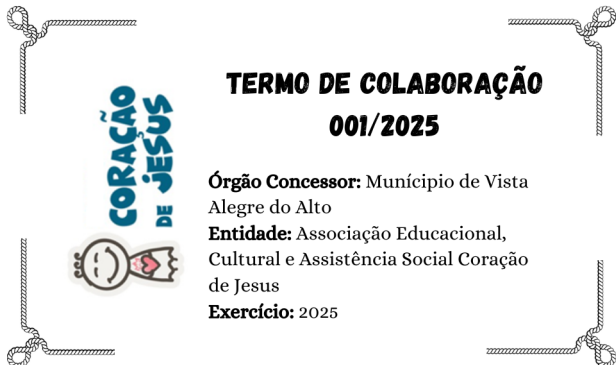 CORAÇÃO
DE JESUS
TERMO DE COLABORAÇÃO
001/2025
Órgão Concessor: Munícipio de Vista
Alegre do Alto
Entidade: Associação Educacional,
Cultural e Assistência Social Coração
de Jesus
Exercício: 2025